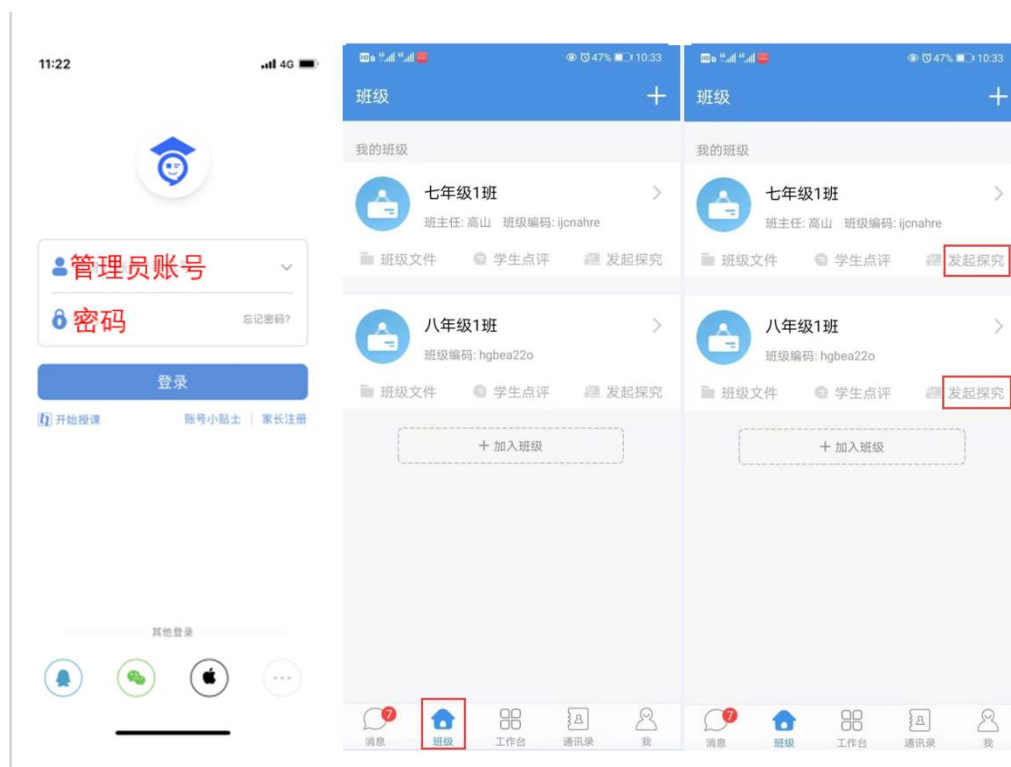 11:22
4G
管理员账号
密码
忘记密码?
登录
开始授课
账号小贴士
家长注册
其他登录
47% 10:33
班级
我的班级
七年级1班
班主任: 高山 班级编码: ijcnahre
班级文件 学生点评 发起探究
八年级1班
班级编码: hgbea22o
班级文件 学生点评 发起探究
+ 加入班级
7
消息 班级 工作台 通讯录 我
47% 10:33
班级
我的班级
七年级1班
班主任: 高山 班级编码: ijcnahre
班级文件 学生点评 发起探究
八年级1班
班级编码: hgbea22o
班级文件 学生点评 发起探究
+ 加入班级
7
消息 班级 工作台 通讯录 我